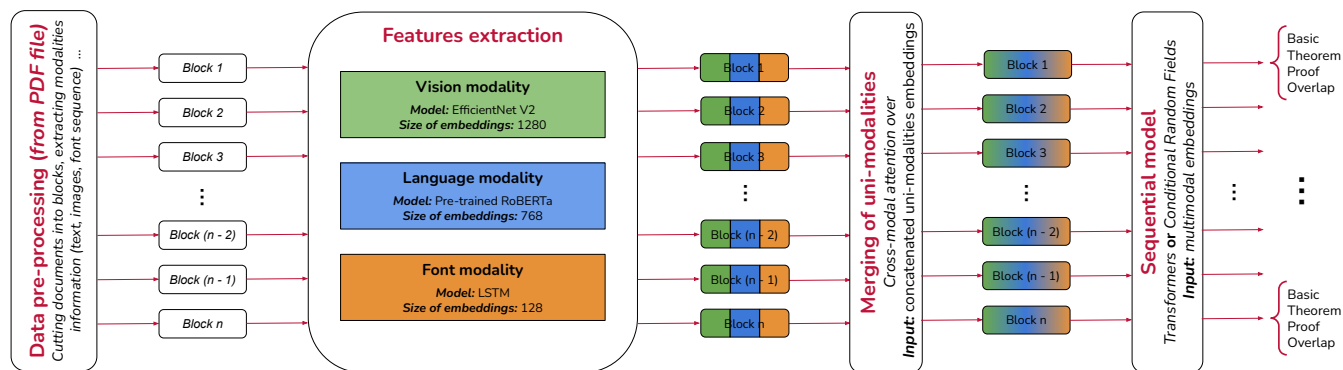 Data pre-processing (from PDF file)
Cutting documents into blocks, extracting modalities
information (text, images, font sequence) ...
Block 1
Block 2
Block 3
...
Block (n - 2)
Block (n - 1)
Block n
Features extraction
Vision modality
Model: EfficientNet V2
Size of embeddings: 1280
Language modality
Model: Pre-trained RoBERTa
Size of embeddings: 768
Font modality
Model: LSTM
Size of embeddings: 128
Block 1
Block 2
Block 3
...
Block (n - 2)
Block (n - 1)
Block n
Merging of uni-modalities
Cross-modal attention over
Input: concatenated uni-modalities embeddings
Block 1
Block 2
Block 3
...
Block (n - 2)
Block (n - 1)
Block n
Sequential model
Transformers or Conditional Random Fields
Input: multimodal embeddings
Basic
Theorem
Proof
Overlap
...
...
Basic
Theorem
Proof
Overlap